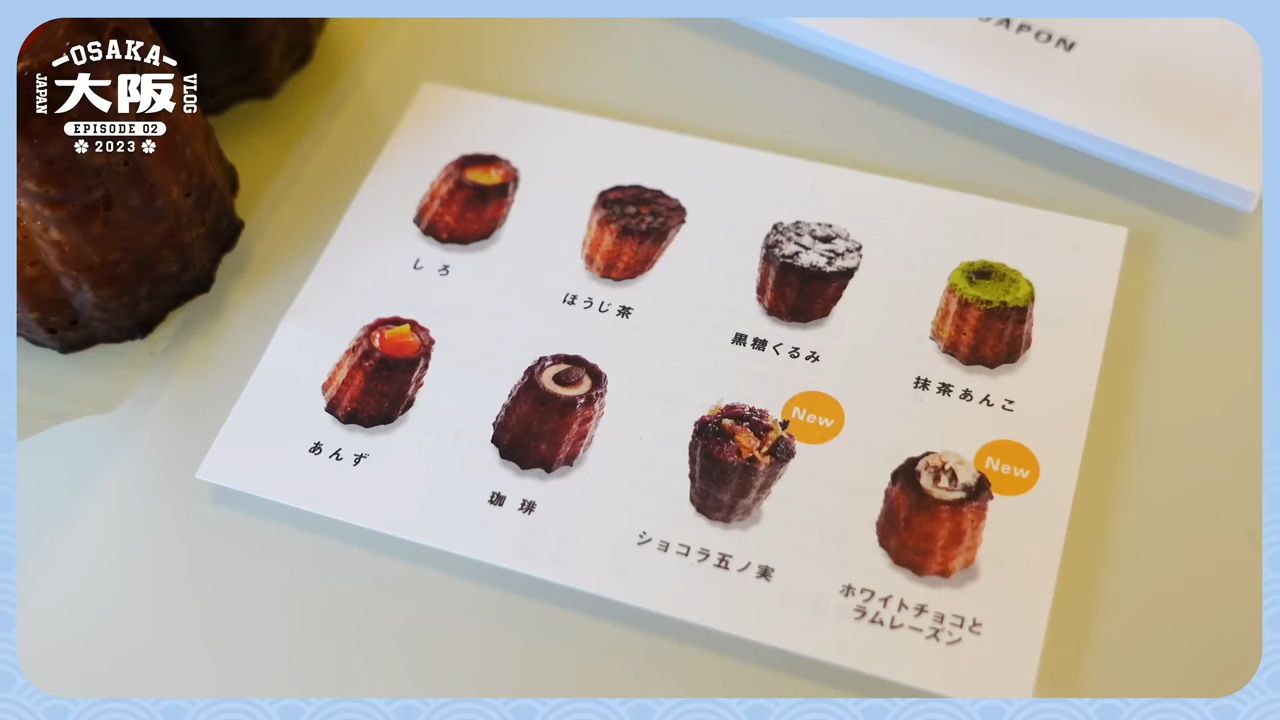 OSAKA
JAPAN
大阪
VLOG
EPISODE 02
2023
JAPON
しろ
ほうじ茶
黒糖くるみ
抹茶あんこ
あんず
珈琲
New
ショコラ五ノ実
New
ホワイトチョコと
ラムレーズン